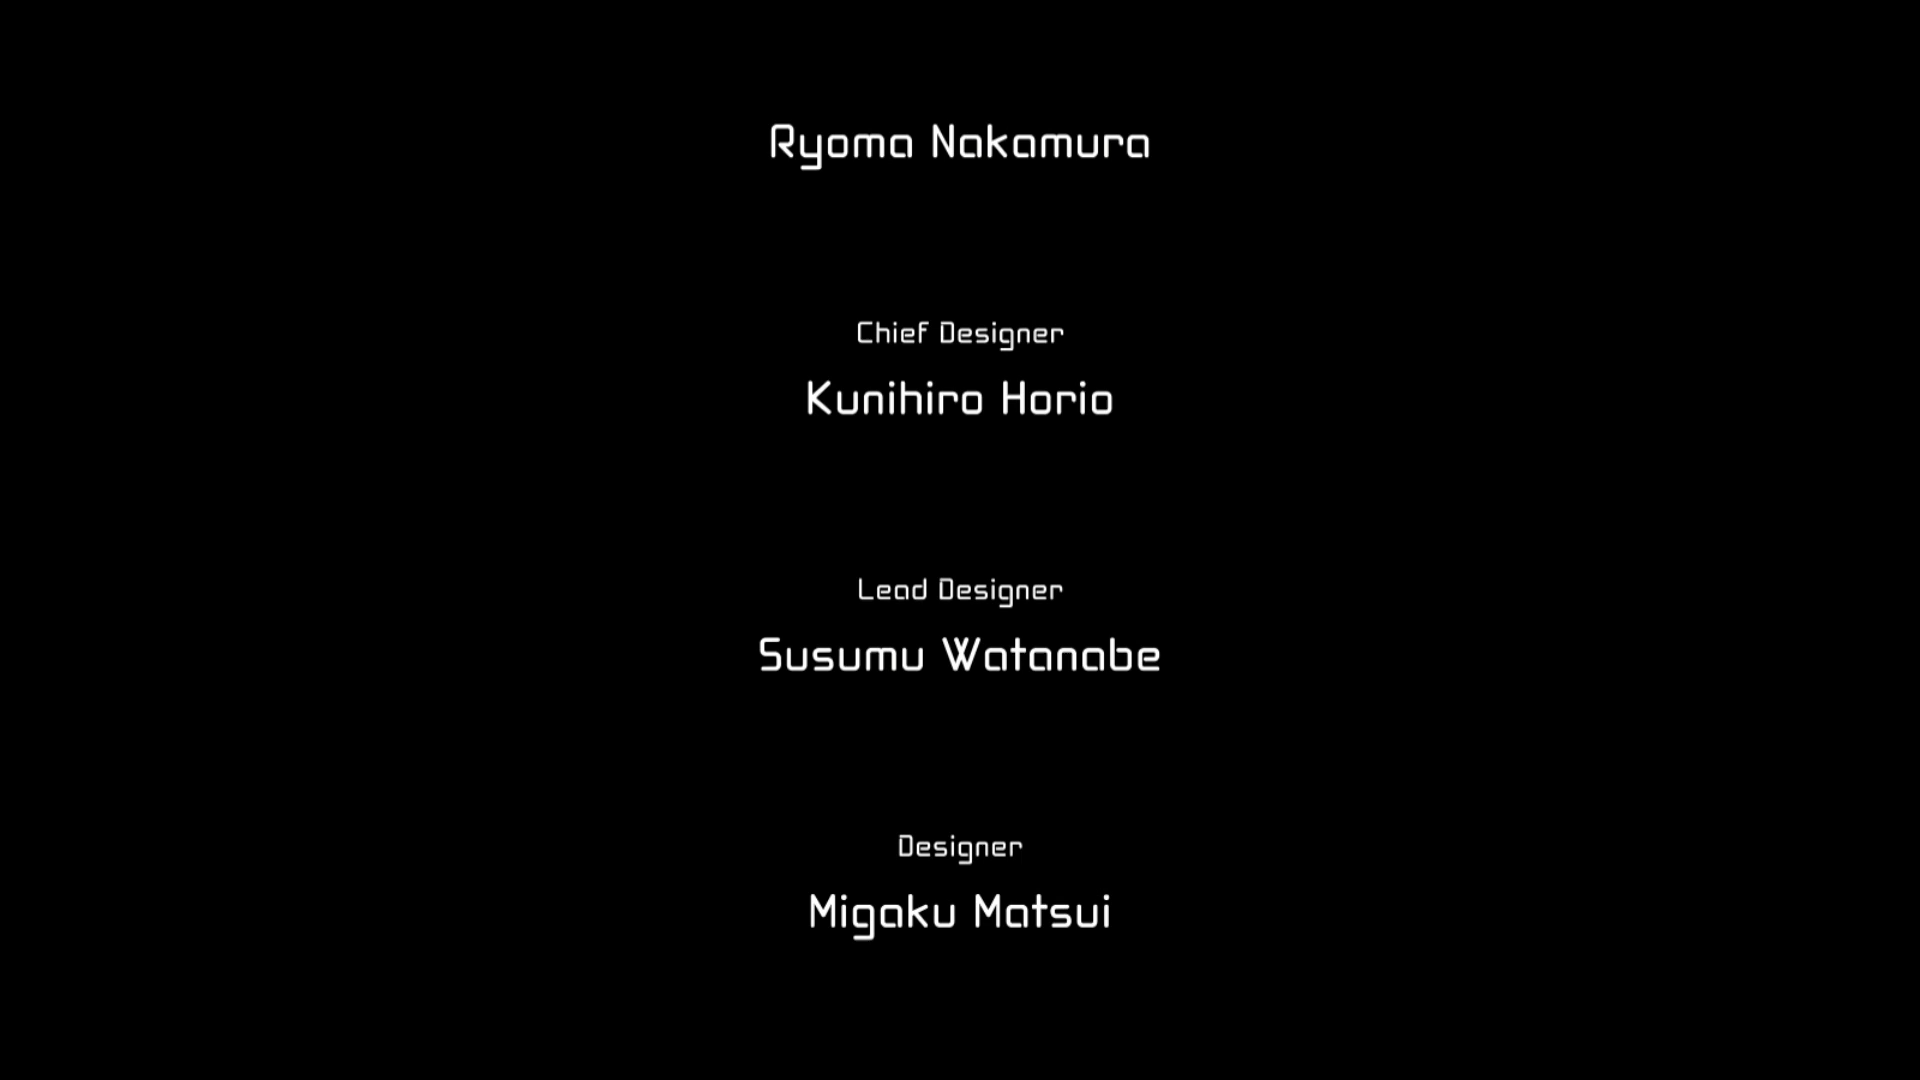 Ryoma Nakamura
Chief Designer
Kunihiro Horio
Lead Designer
Susumu Watanabe
Designer
Migaku Matsui